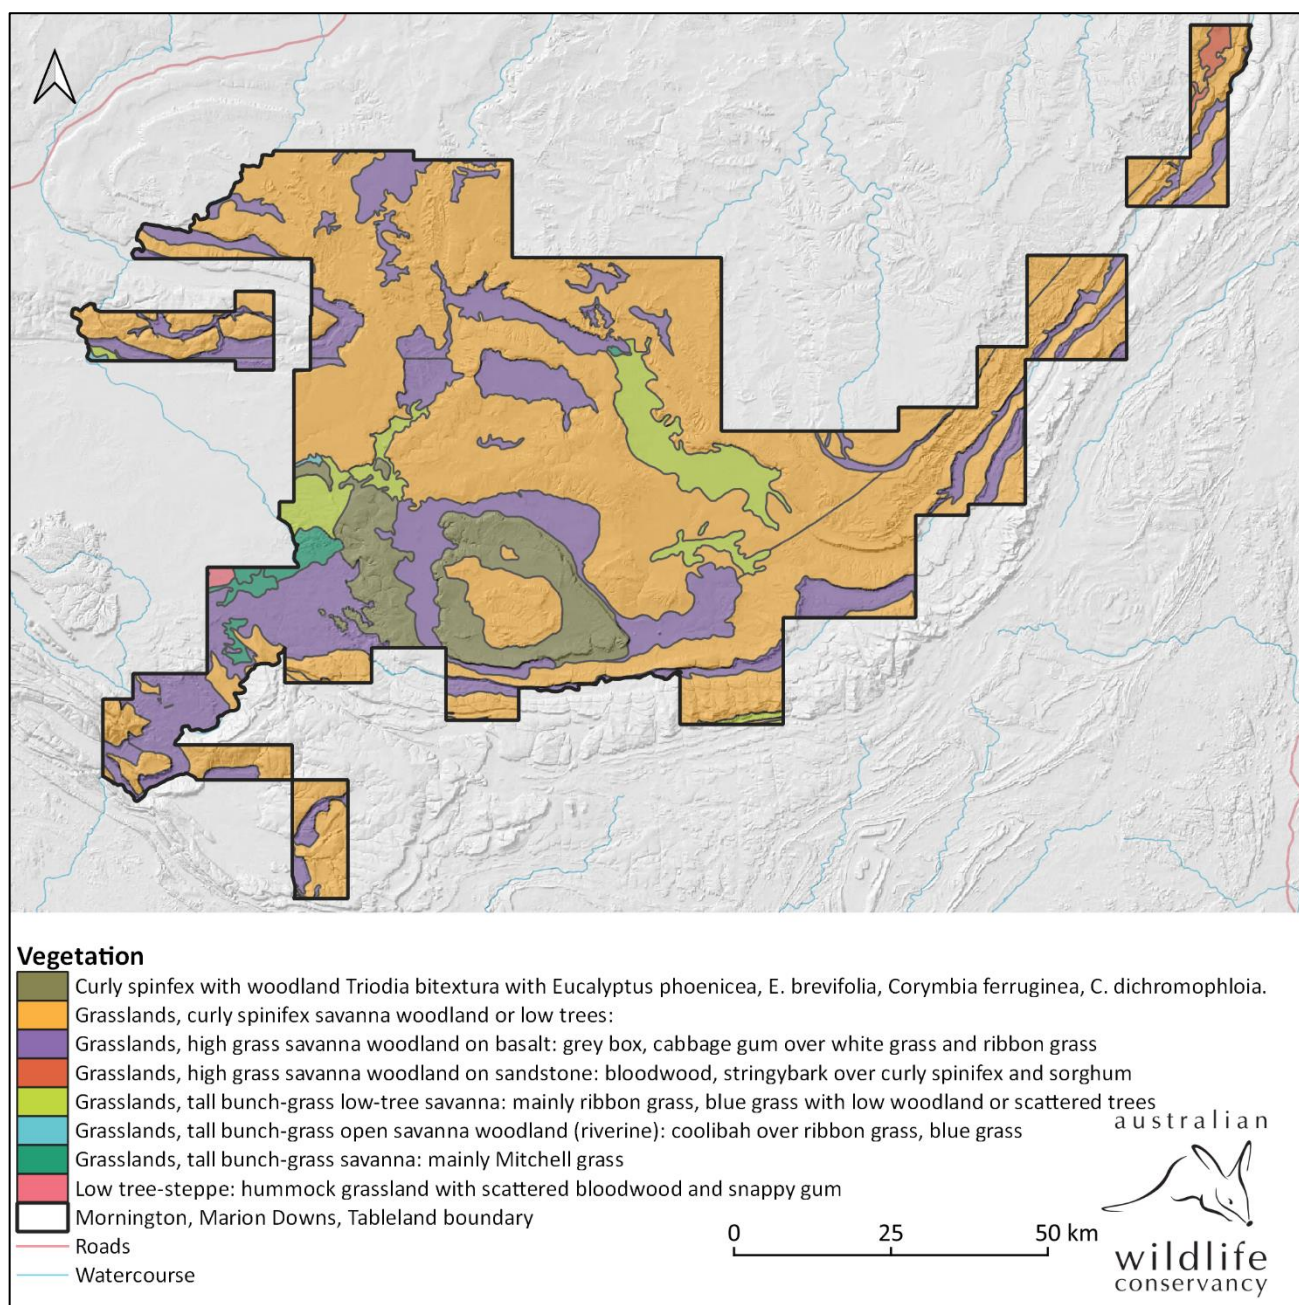 Vegetation
Curly spinfex with woodland Triodia bitextura with Eucalyptus phoenicea, E. brevifolia, Corymbia ferruginea, C. dichromophloia.
Grasslands, curly spinifex savanna woodland or low trees:
Grasslands, high grass savanna woodland on basalt: grey box, cabbage gum over white grass and ribbon grass
Grasslands, high grass savanna woodland on sandstone: bloodwood, stringybark over curly spinifex and sorghum
Grasslands, tall bunch-grass low-tree savanna: mainly ribbon grass, blue grass with low woodland or scattered trees
Grasslands, tall bunch-grass open savanna woodland (riverine): coolibah over ribbon grass, blue grass
Grasslands, tall bunch-grass savanna: mainly Mitchell grass
Low tree-steppe: hummock grassland with scattered bloodwood and snappy gum
Mornington, Marion Downs, Tableland boundary
Roads
Watercourse
0 25 50 km
australian
wildlife
conservancy